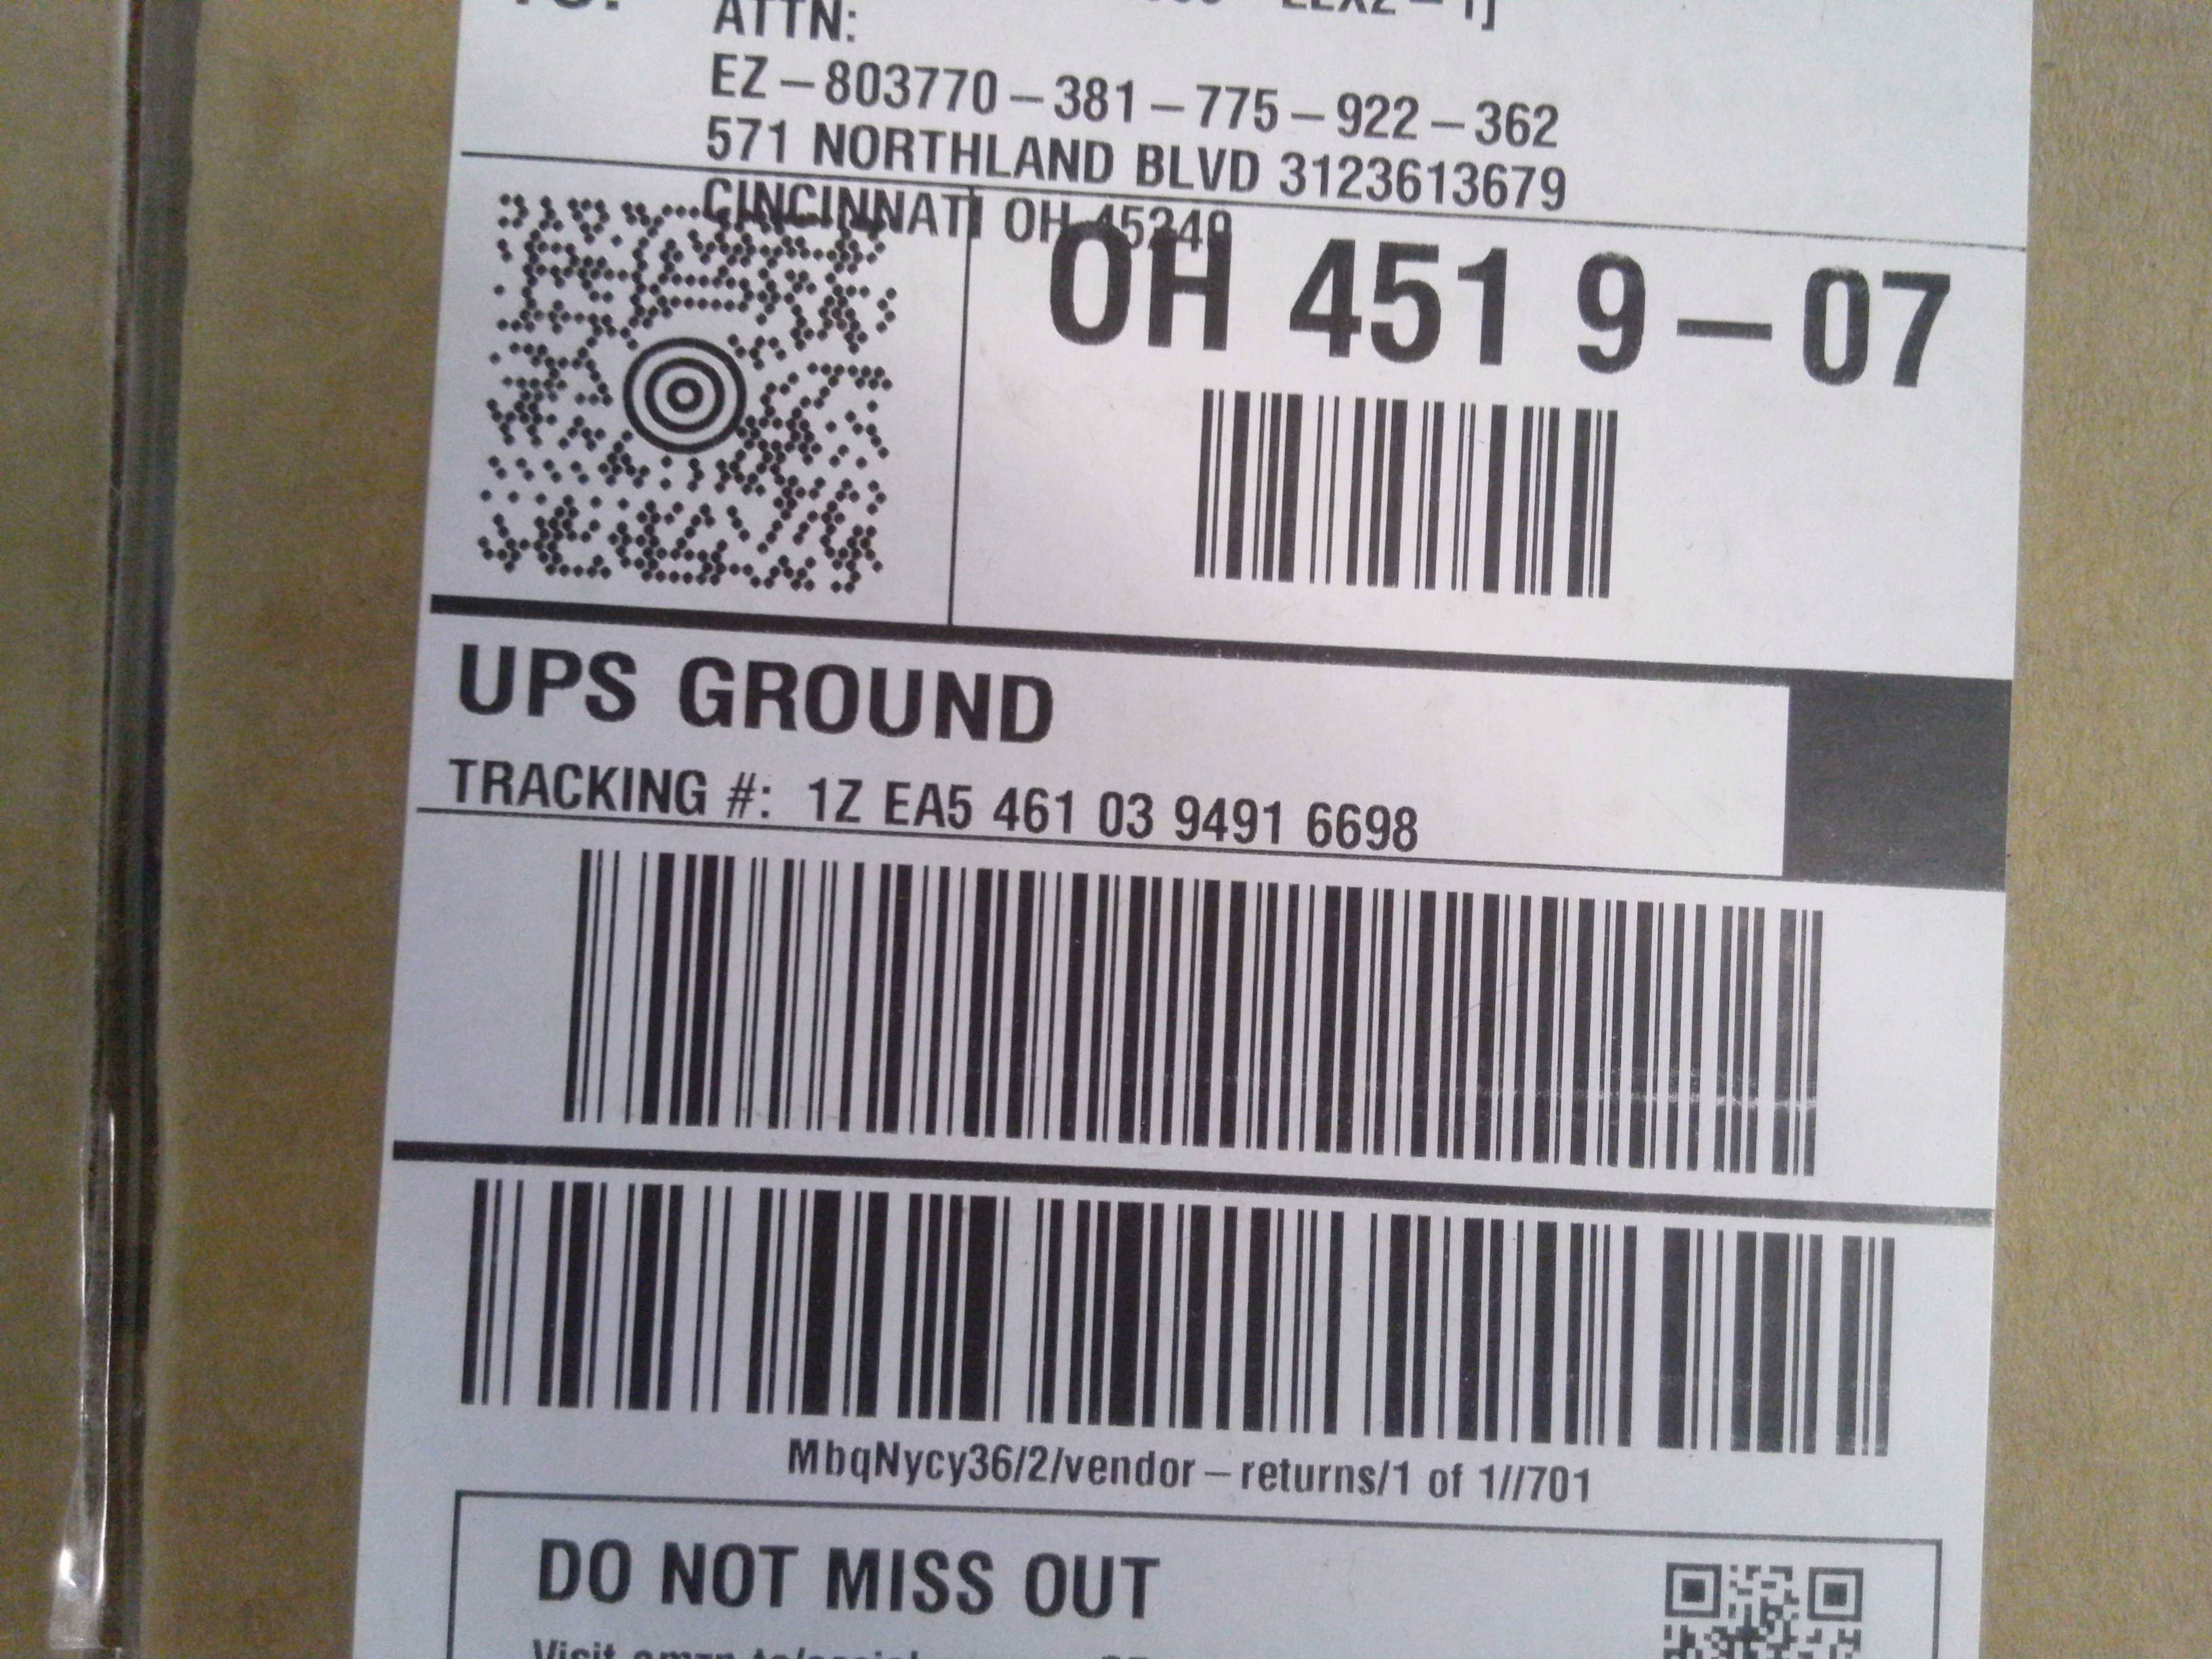 ATTN:
EZ – 803770 – 381 – 775 – 922 – 362
571 NORTHLAND BLVD 3123613679
CINCINNATI OH 45240
OH 451 9 – 07
UPS GROUND
TRACKING #: 1Z EA5 461 03 9491 6698
MbqNycy36/2/vendor – returns/1 of 1//701
DO NOT MISS OUT